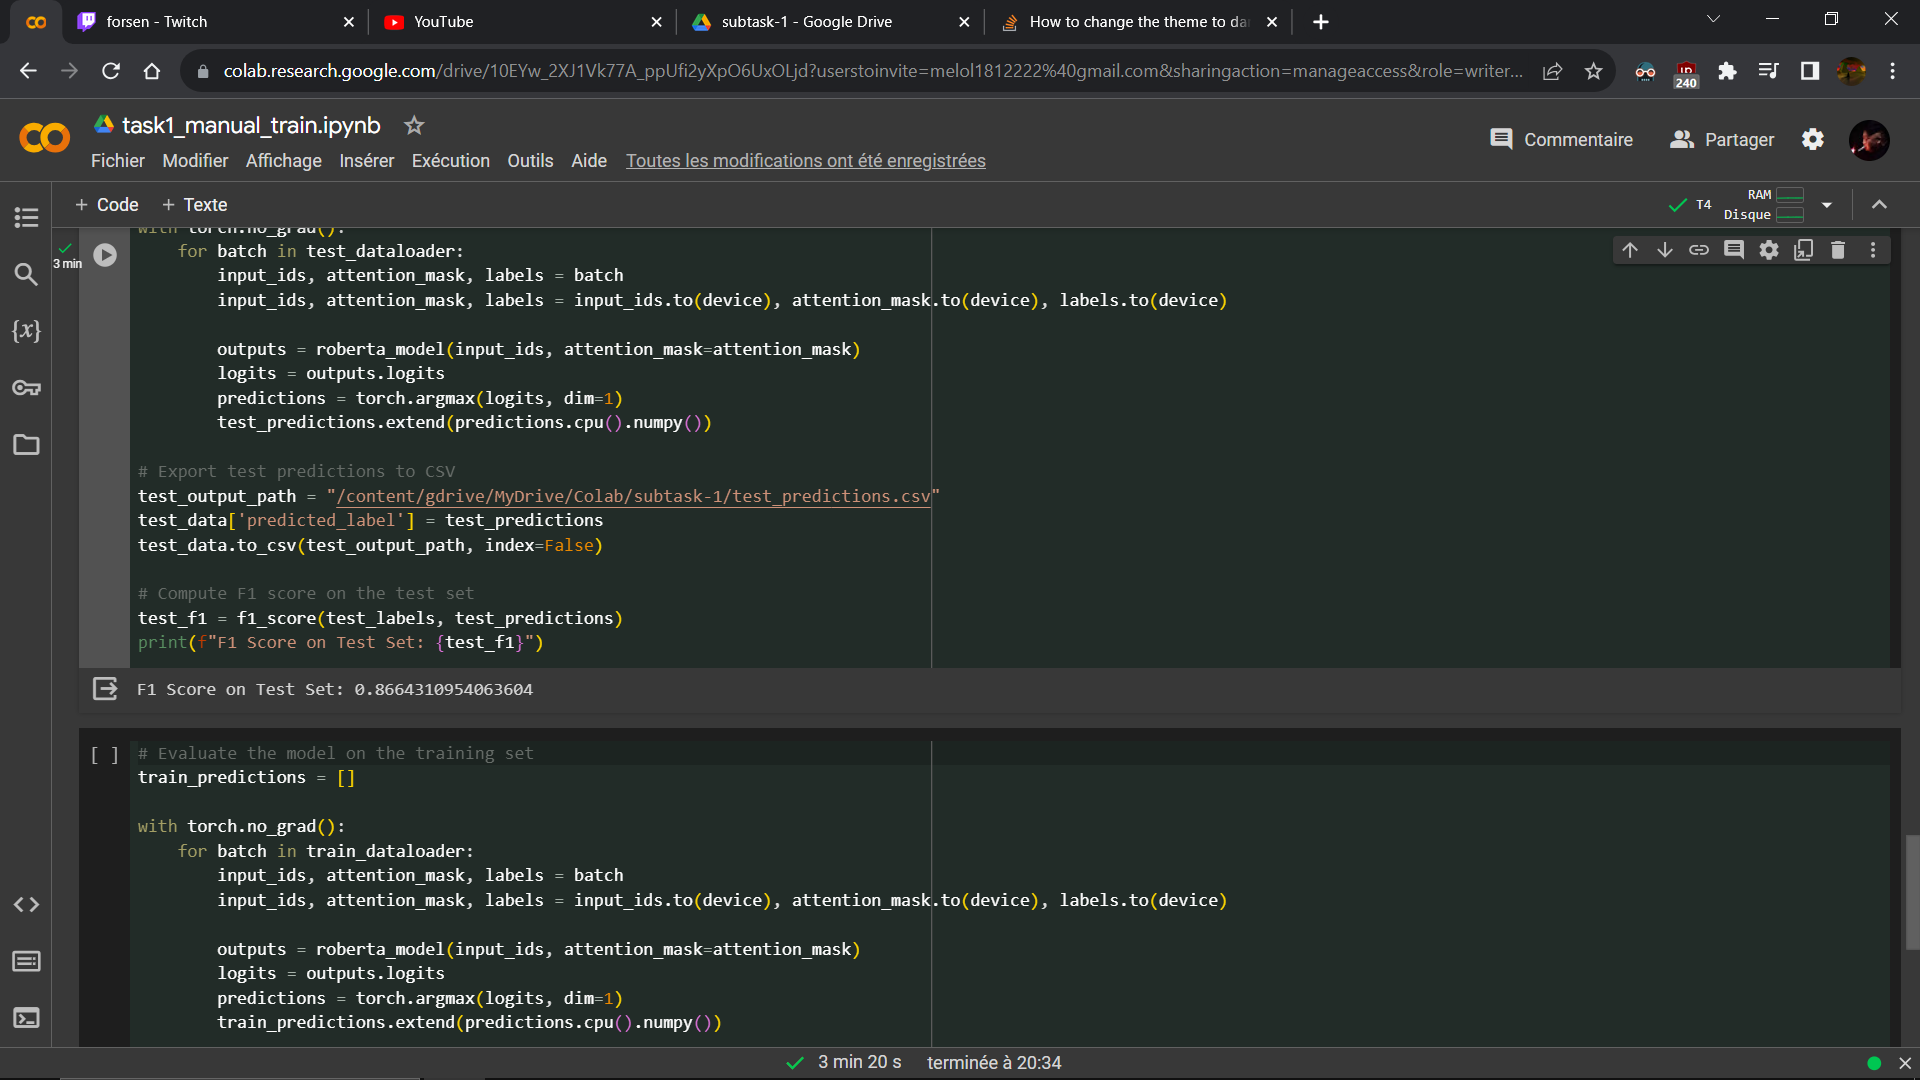 forsen - Twitch
YouTube
subtask-1 - Google Drive
How to change the theme to da
colab.research.google.com/drive/10EYw_2XJ1Vk77A_ppUfi2yXpO6UxOLjd?userstoinvite=melol1812222%40gmail.com&sharingaction=manageaccess&role=writer...
240
task1_manual_train.ipynb
Commentaire
Partager
Fichier Modifier Affichage Insérer Exécution Outils Aide Toutes les modifications ont été enregistrées
+ Code + Texte
T4
RAM
Disque
3 min
with torch.no_grad():
for batch in test_dataloader:
input_ids, attention_mask, labels = batch
input_ids, attention_mask, labels = input_ids.to(device), attention_mask.to(device), labels.to(device)
outputs = roberta_model(input_ids, attention_mask=attention_mask)
logits = outputs.logits
predictions = torch.argmax(logits, dim=1)
test_predictions.extend(predictions.cpu().numpy())
# Export test predictions to CSV
test_output_path = "/content/gdrive/MyDrive/Colab/subtask-1/test_predictions.csv"
test_data['predicted_label'] = test_predictions
test_data.to_csv(test_output_path, index=False)
# Compute F1 score on the test set
test_f1 = f1_score(test_labels, test_predictions)
print(f"F1 Score on Test Set: {test_f1}")
F1 Score on Test Set: 0.8664310954063604
[ ]
# Evaluate the model on the training set
train_predictions = []
with torch.no_grad():
for batch in train_dataloader:
input_ids, attention_mask, labels = batch
input_ids, attention_mask, labels = input_ids.to(device), attention_mask.to(device), labels.to(device)
outputs = roberta_model(input_ids, attention_mask=attention_mask)
logits = outputs.logits
predictions = torch.argmax(logits, dim=1)
train_predictions.extend(predictions.cpu().numpy())
3 min 20 s terminée à 20:34